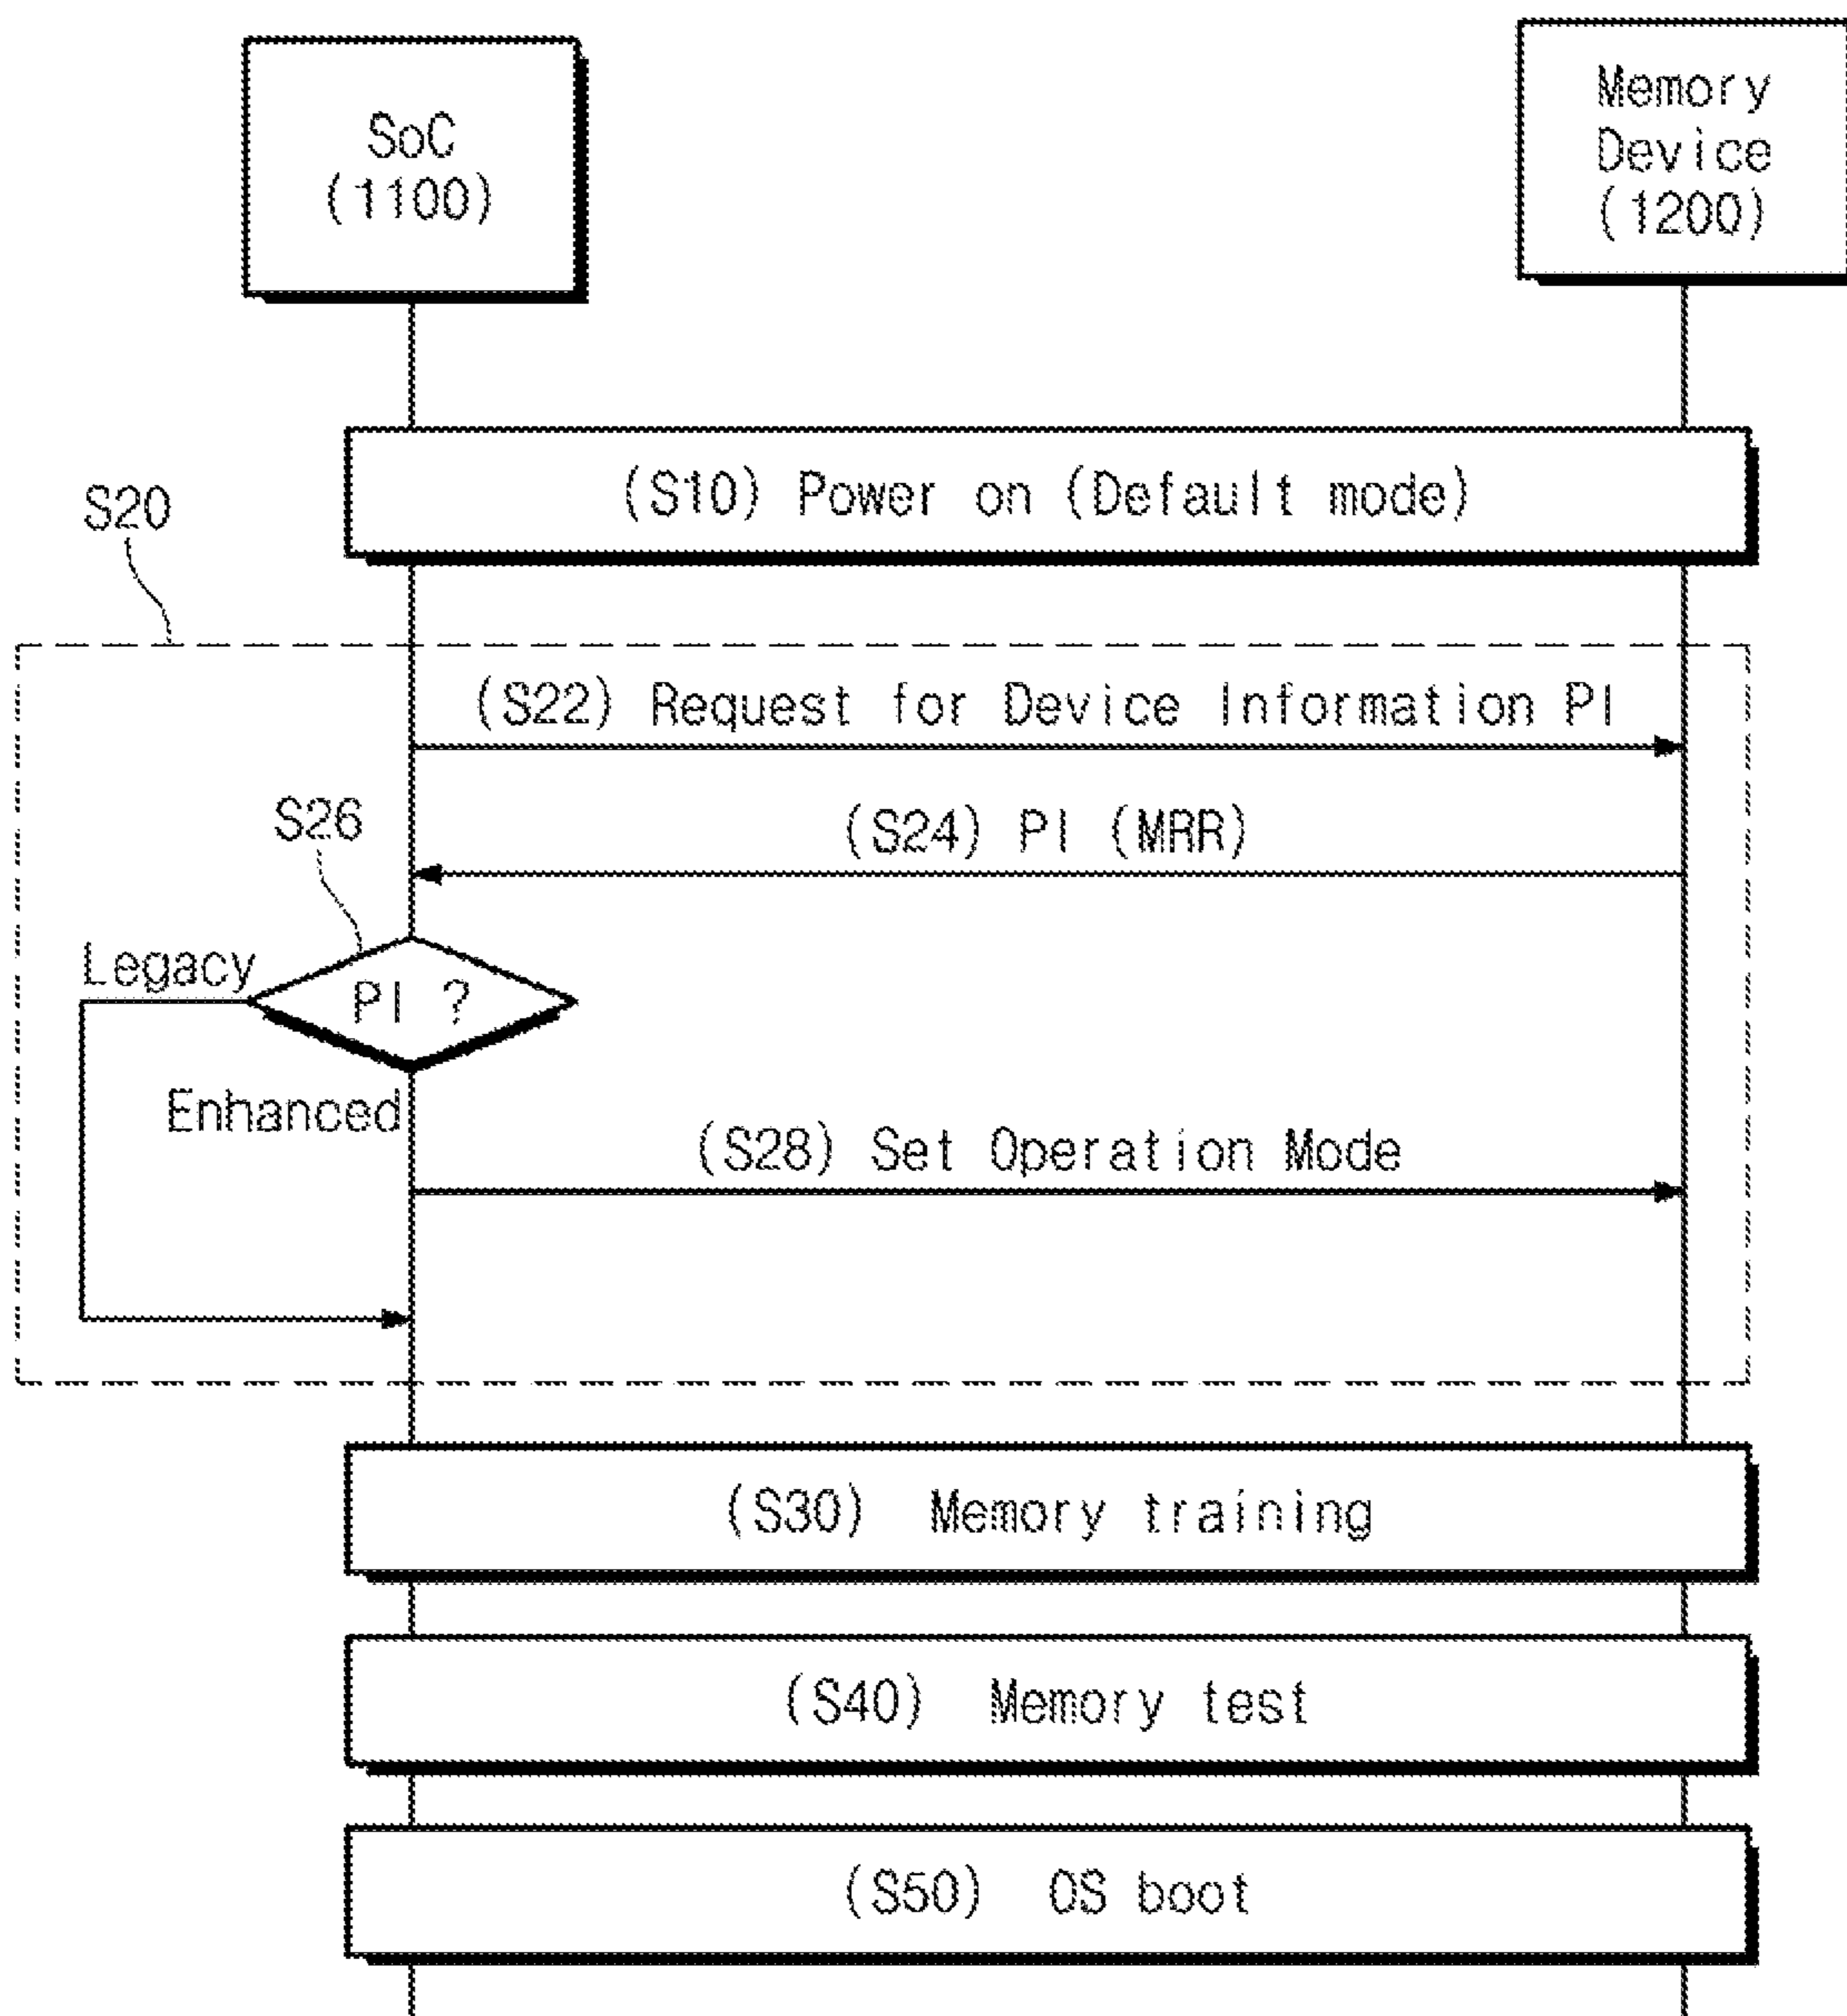 SoC
(1100)
Memory
Device
(1200)
(S10) Power on (Default mode)
S20
(S22) Request for Device Information PI
S26
(S24) PI (MRR)
Legacy
PI ?
Enhanced
(S28) Set Operation Mode
(S30) Memory training
(S40) Memory test
(S50) OS boot